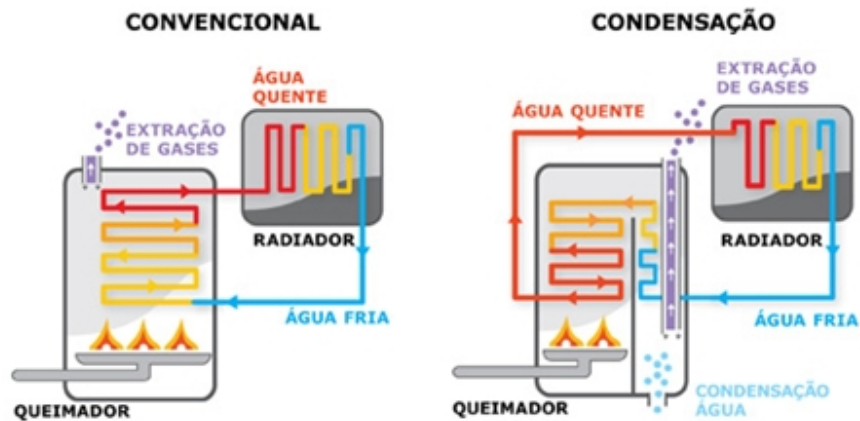 CONVENCIONAL
ÁGUA
QUENTE
EXTRAÇÃO
DE GASES
RADIADOR
ÁGUA FRIA
QUEIMADOR
CONDENSAÇÃO
EXTRAÇÃO
DE GASES
ÁGUA QUENTE
RADIADOR
ÁGUA FRIA
CONDENSAÇÃO
ÁGUA
QUEIMADOR